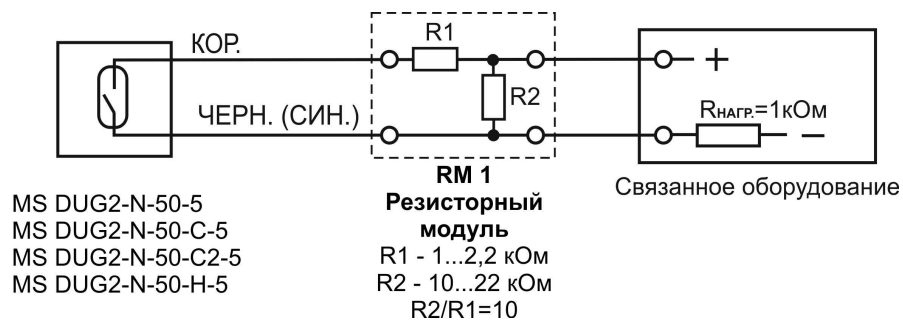 КОР.
ЧЕРН. (СИН.)
R1
R2
+
Rнагр.=1кОм
−
MS DUG2-N-50-5
MS DUG2-N-50-C-5
MS DUG2-N-50-C2-5
MS DUG2-N-50-H-5
RM 1
Резисторный
модуль
R1 - 1...2,2 кОм
R2 - 10...22 кОм
R2/R1=10
Связанное оборудование